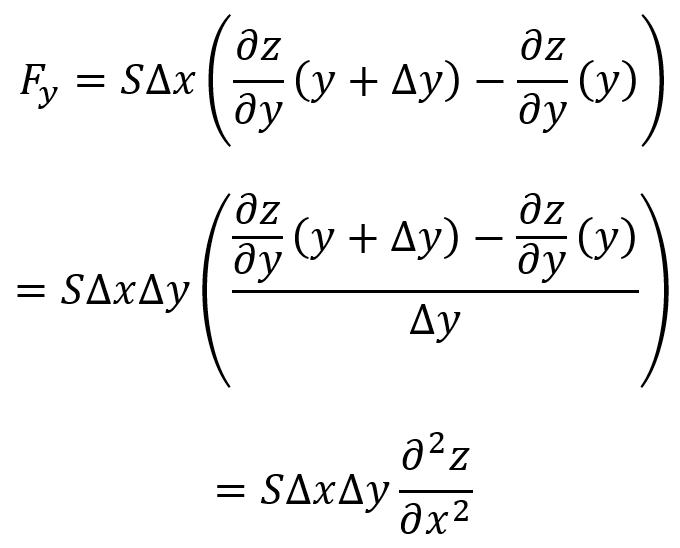 F_y = SΔx(∂z/∂y (y + Δy) − ∂z/∂y (y))
= SΔxΔy((∂z/∂y (y + Δy) − ∂z/∂y (y))/Δy)
= SΔxΔy ∂²z/∂x²